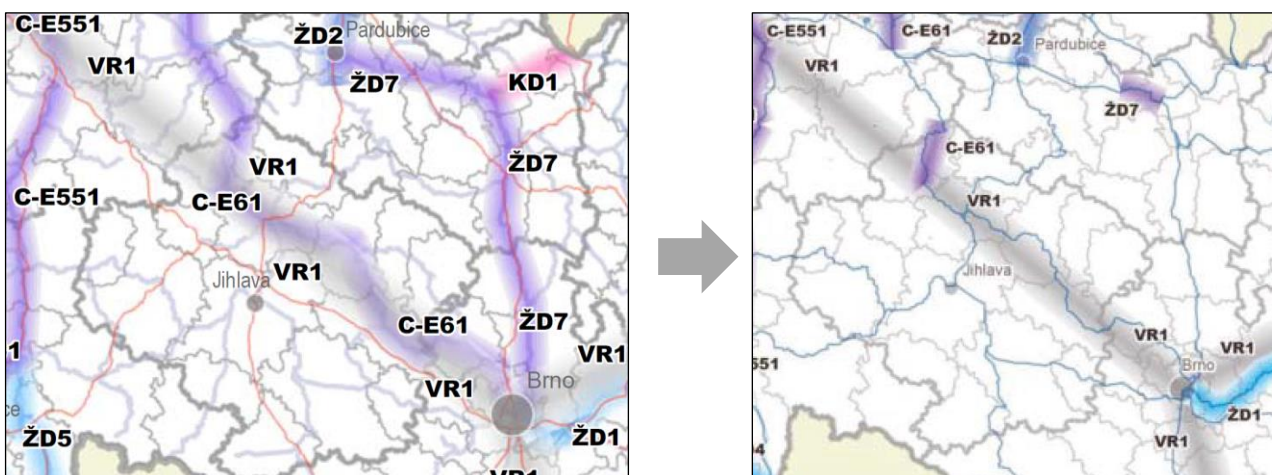 C-E551
VR1
ŽD2
Pardubice
ŽD7
KD1
VR1
ŽD7
C-E551
C-E61
VR1
Jihlava
C-E61
ŽD7
VR1
VR1
Brno
1
ce
ŽD5
ŽD1
VR1
C-E551
C-E61
ŽD2
Pardubice
VR1
ŽD7
C-E61
VR1
Jihlava
VR1
Brno
551
ŽD1
VR1